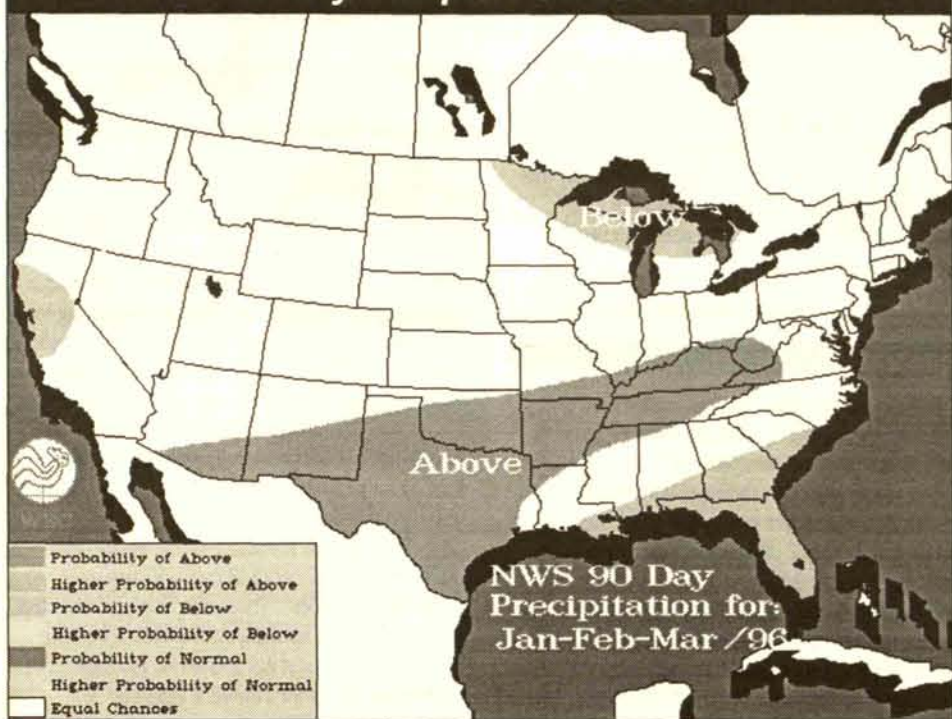 Below
Above
NWS 90 Day
Precipitation for:
Jan-Feb-Mar/96
Probability of Above
Higher Probability of Above
Probability of Below
Higher Probability of Below
Probability of Normal
Higher Probability of Normal
Equal Chances